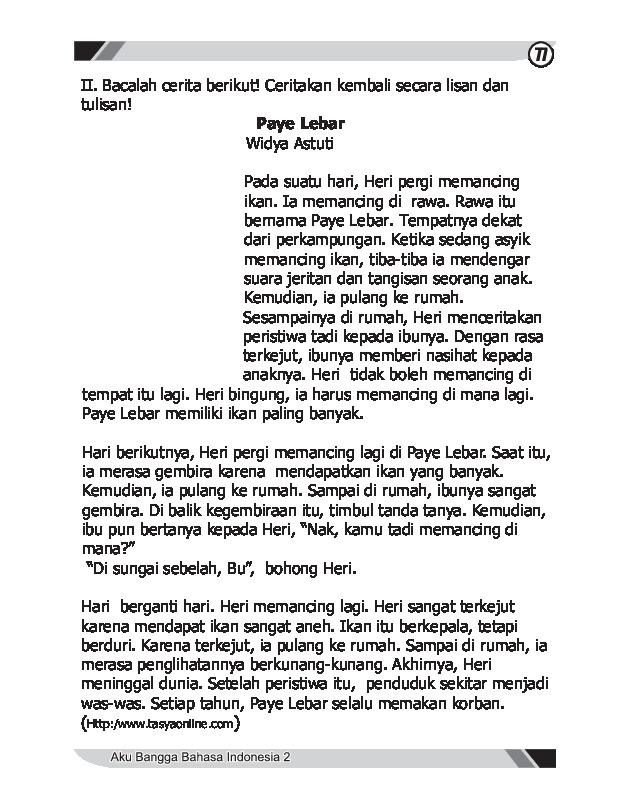 77
II. Bacalah cerita berikut! Ceritakan kembali secara lisan dan
tulisan!
Paye Lebar
Widya Astuti
Pada suatu hari, Heri pergi memancing
ikan. Ia memancing di rawa. Rawa itu
bernama Paye Lebar. Tempatnya dekat
dari perkampungan. Ketika sedang asyik
memancing ikan, tiba-tiba ia mendengar
suara jeritan dan tangisan seorang anak.
Kemudian, ia pulang ke rumah.
Sesampainya di rumah, Heri menceritakan
peristiwa tadi kepada ibunya. Dengan rasa
terkejut, ibunya memberi nasihat kepada
anaknya. Heri tidak boleh memancing di
tempat itu lagi. Heri bingung, ia harus memancing di mana lagi.
Paye Lebar memiliki ikan paling banyak.
Hari berikutnya, Heri pergi memancing lagi di Paye Lebar. Saat itu,
ia merasa gembira karena mendapatkan ikan yang banyak.
Kemudian, ia pulang ke rumah. Sampai di rumah, ibunya sangat
gembira. Di balik kegembiraan itu, timbul tanda tanya. Kemudian,
ibu pun bertanya kepada Heri, “Nak, kamu tadi memancing di
mana?”
“Di sungai sebelah, Bu”, bohong Heri.
Hari berganti hari. Heri memancing lagi. Heri sangat terkejut
karena mendapat ikan sangat aneh. Ikan itu berkepala, tetapi
berduri. Karena terkejut, ia pulang ke rumah. Sampai di rumah, ia
merasa penglihatannya berkunang-kunang. Akhirnya, Heri
meninggal dunia. Setelah peristiwa itu, penduduk sekitar menjadi
was-was. Setiap tahun, Paye Lebar selalu memakan korban.
(Http:/www.tasyaonline.com)
Aku Bangga Bahasa Indonesia 2